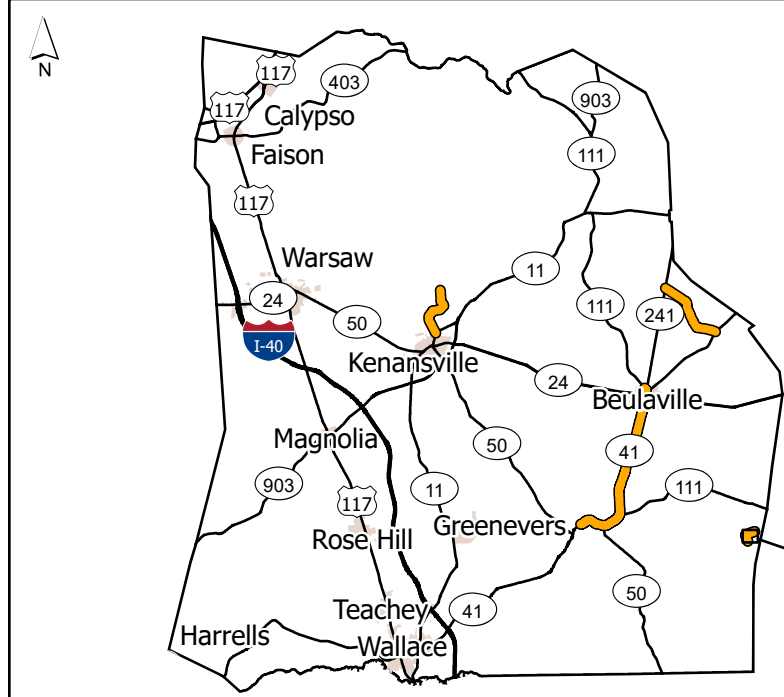 N
117
403
117
903
Calypso
Faison
111
117
Warsaw
11
24
50
111
241
I-40
Kenansville
24
Beulaville
Magnolia
50
41
903
11
111
117
Greenevers
Rose Hill
50
Teachey
41
Harrells
Wallace